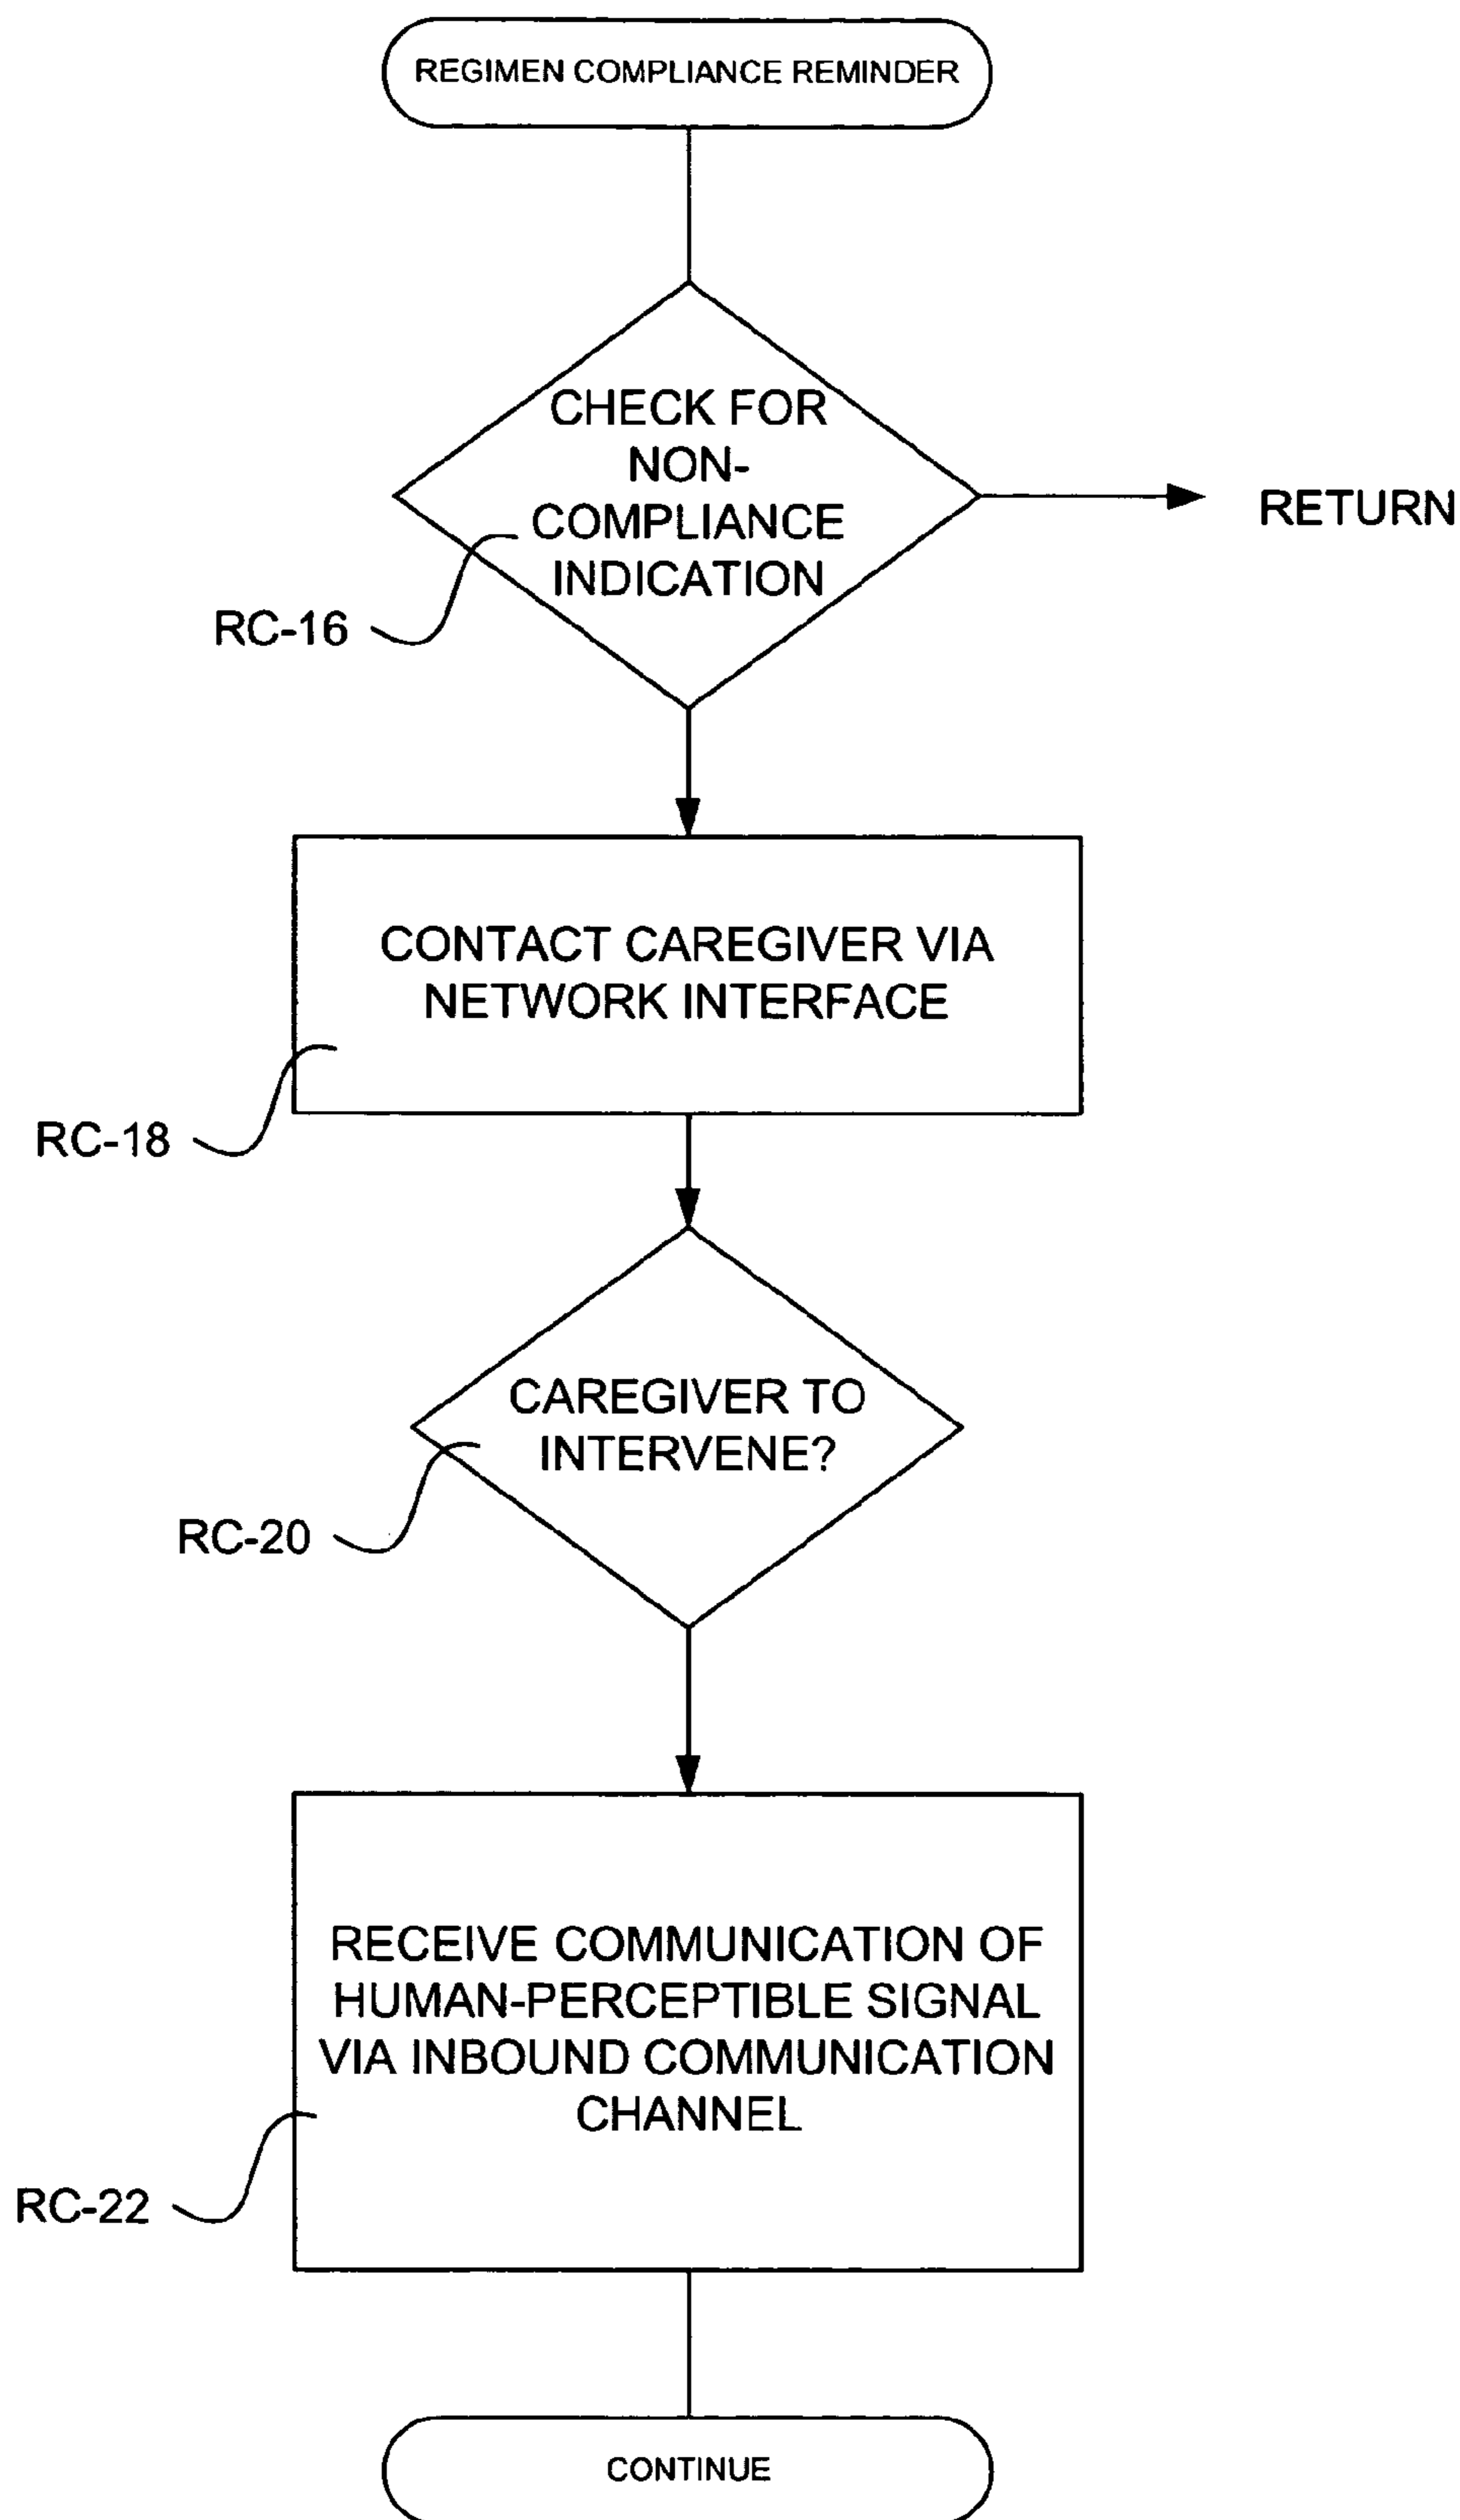 REGIMEN COMPLIANCE REMINDER
CHECK FOR
NON-
COMPLIANCE
INDICATION
RETURN
RC-16
CONTACT CAREGIVER VIA
NETWORK INTERFACE
RC-18
CAREGIVER TO
INTERVENE?
RC-20
RECEIVE COMMUNICATION OF
HUMAN-PERCEPTIBLE SIGNAL
VIA INBOUND COMMUNICATION
CHANNEL
RC-22
CONTINUE